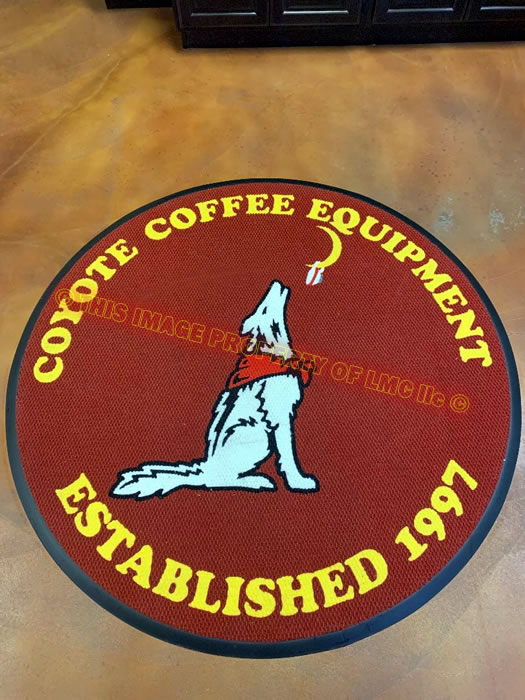 COYOTE COFFEE EQUIPMENT
© THIS IMAGE PROPERTY OF LMC llc ©
ESTABLISHED 1997